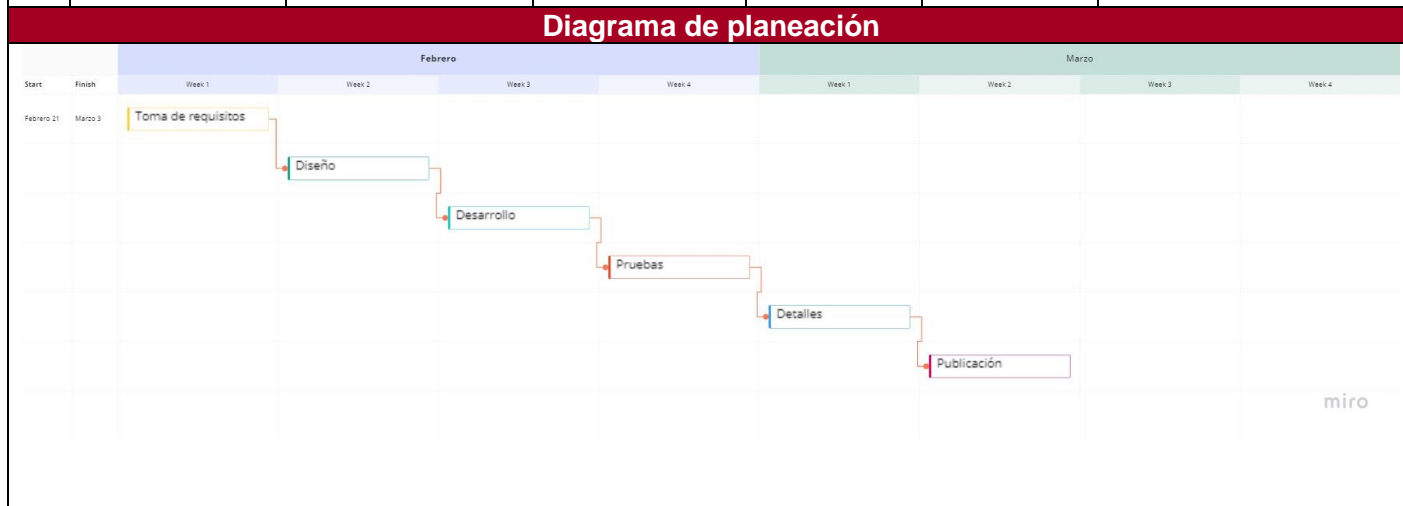 Diagrama de planeación
Febrero Marzo
Start Finish Week 1 Week 2 Week 3 Week 4 Week 1 Week 2 Week 3 Week 4
Febrero 21 Marzo 3 Toma de requisitos
Diseño
Desarrollo
Pruebas
Detalles
Publicación
miro